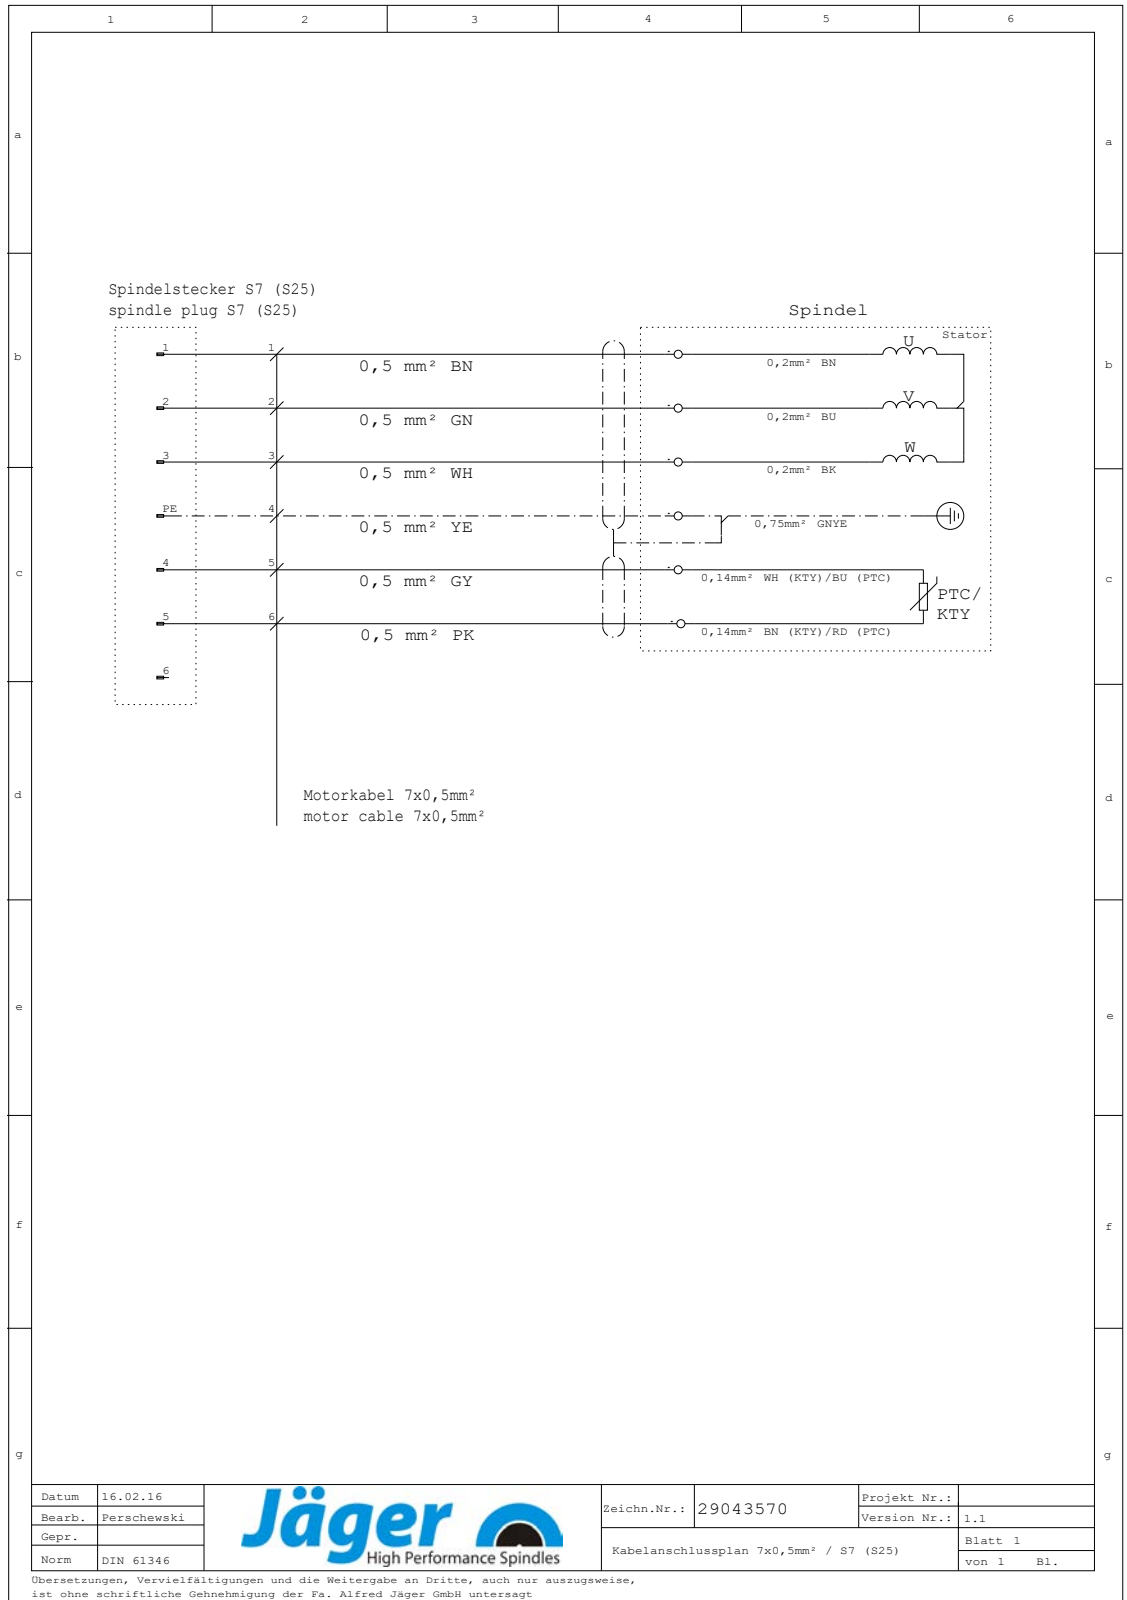 1 2 3 4 5 6
a a
Spindelstecker S7 (S25)
spindle plug S7 (S25)
Spindel
Stator
b b
1 1 0,5 mm² BN 0,2mm² BN U
2 2 0,5 mm² GN 0,2mm² BU V
3 3 0,5 mm² WH 0,2mm² BK W
PE 4 0,5 mm² YE 0,75mm² GNYE
c c
4 5 0,5 mm² GY 0,14mm² WH (KTY)/BU (PTC)
PTC/
KTY
5 6 0,5 mm² PK 0,14mm² BN (KTY)/RD (PTC)
6
d d
Motorkabel 7x0,5mm²
motor cable 7x0,5mm²
e e
f f
g g
Datum 16.02.16
Bearb. Perschewski
Gepr.
Norm DIN 61346
Jäger
High Performance Spindles
Zeichn.Nr.: 29043570
Projekt Nr.:
Version Nr.: 1.1
Kabelanschlussplan 7x0,5mm² / S7 (S25)
Blatt 1
von 1 Bl.
Übersetzungen, Vervielfältigungen und die Weitergabe an Dritte, auch nur auszugsweise,
ist ohne schriftliche Gehnehmigung der Fa. Alfred Jäger GmbH untersagt